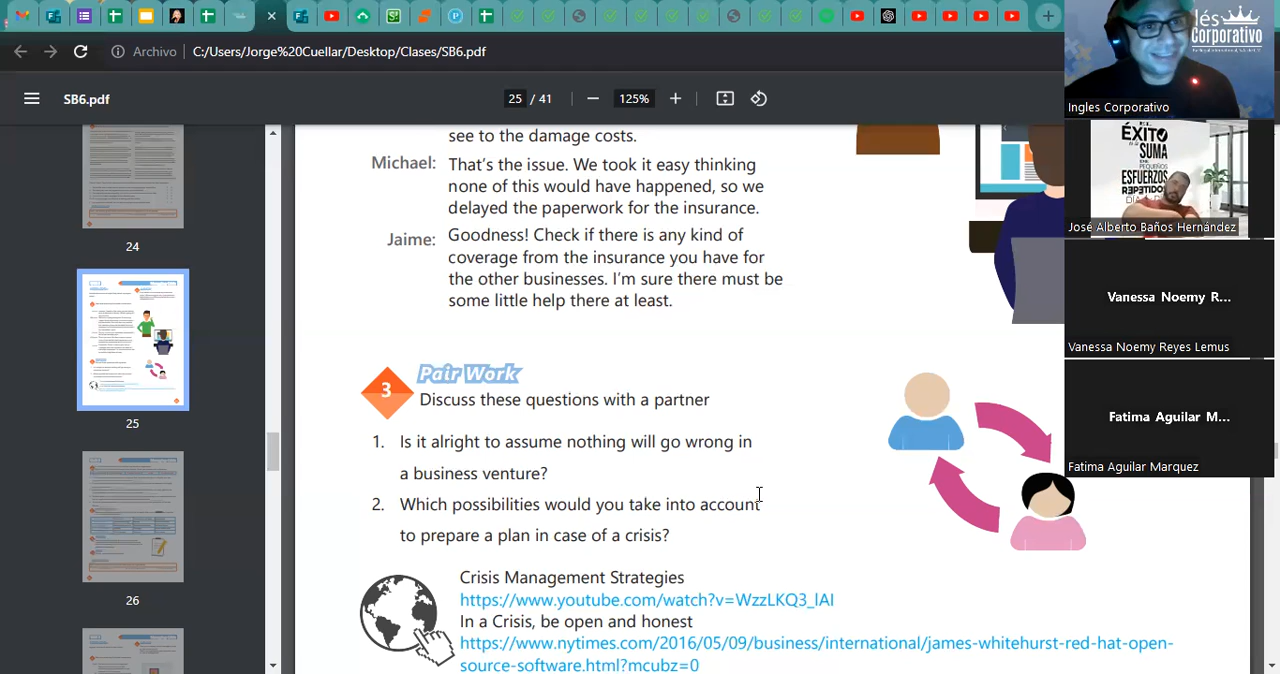 Archivo
C:/Users/Jorge%20Cuellar/Desktop/Clases/SB6.pdf
SB6.pdf
25 / 41
125%
24
25
26
see to the damage costs.
Michael: That's the issue. We took it easy thinking
none of this would have happened, so we
delayed the paperwork for the insurance.
Jaime: Goodness! Check if there is any kind of
coverage from the insurance you have for
the other businesses. I'm sure there must be
some little help there at least.
3
Pair Work
Discuss these questions with a partner
1. Is it alright to assume nothing will go wrong in
a business venture?
2. Which possibilities would you take into account
to prepare a plan in case of a crisis?
Crisis Management Strategies
https://www.youtube.com/watch?v=WzzLKQ3_lAI
In a Crisis, be open and honest
https://www.nytimes.com/2016/05/09/business/international/james-whitehurst-red-hat-open-
source-software.html?mcubz=0
lés
Corporativo
Ingles Corporativo
ÉXITO
SUMA
ESFUERZOS
José Alberto Baños Hernández
Vanessa Noemy R...
Vanessa Noemy Reyes Lemus
Fatima Aguilar M...
Fatima Aguilar Marquez